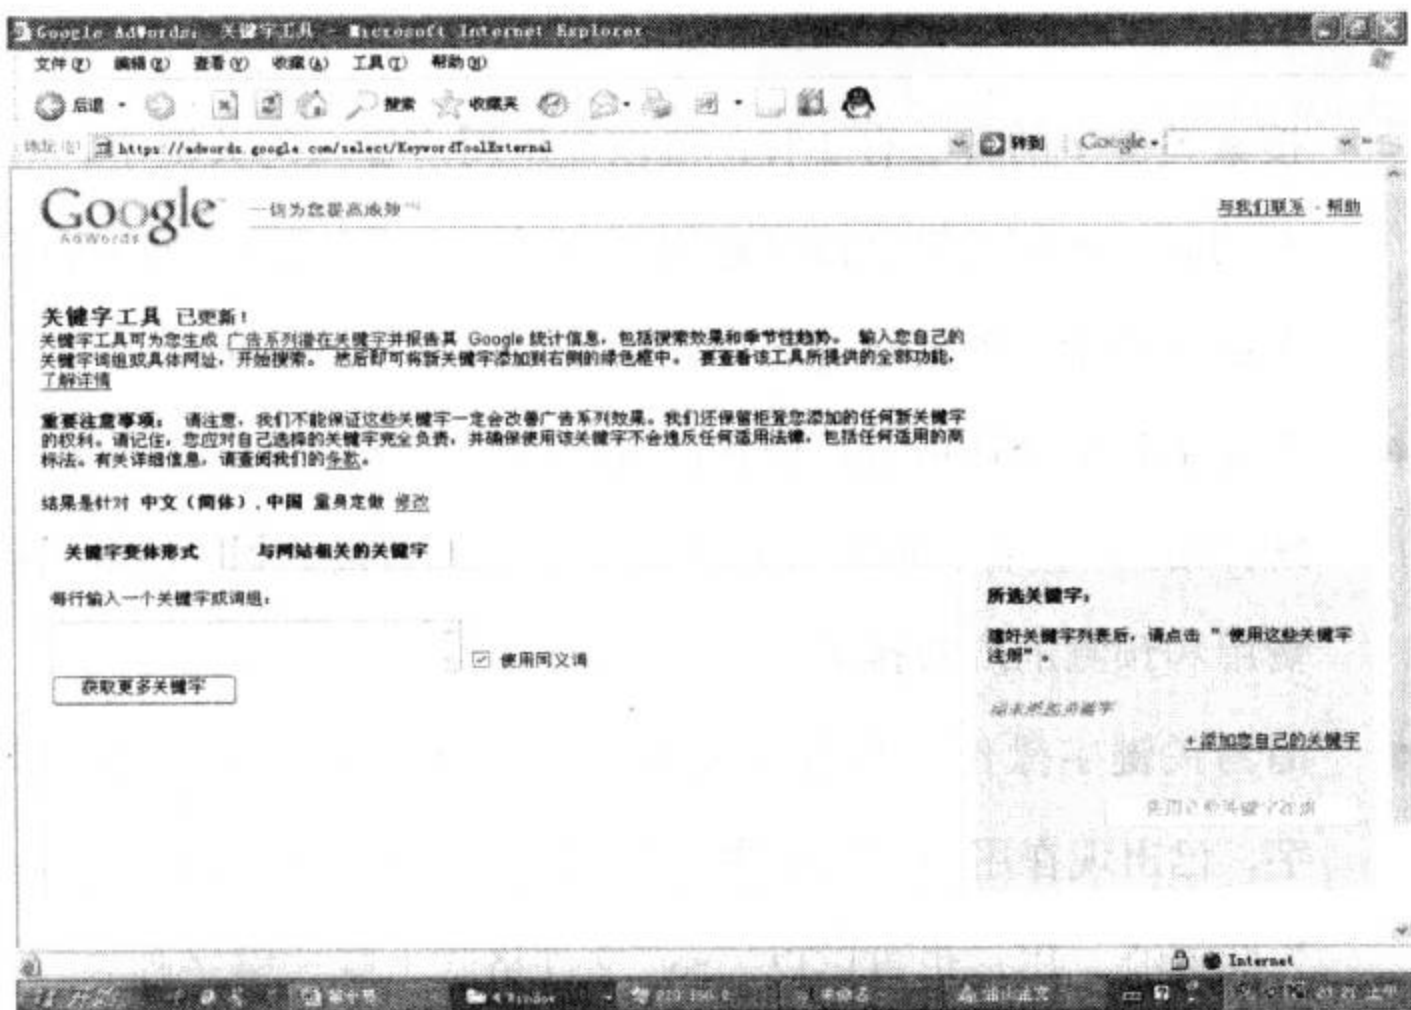 Google AdWords: 关键字工具 - Microsoft Internet Explorer
文件(F) 编辑(E) 查看(V) 收藏(A) 工具(T) 帮助(H)
后退 搜索 收藏夹
https://adwords.google.com/select/KeywordToolExternal 转到 Google
Google 与我们联系 - 帮助
AdWords
关键字工具 已更新!
关键字工具可为您生成 广告系列潜在关键字并报告其 Google 统计信息，包括搜索效果和季节性趋势。 输入您自己的
关键字词组或具体网址，开始搜索。 然后即可将新关键字添加到右侧的绿色框中。 要查看该工具所提供的全部功能，
了解详情
重要注意事项： 请注意，我们不能保证这些关键字一定会改善广告系列效果。我们还保留拒登您添加的任何新关键字
的权利。请记住，您应对自己选择的关键字完全负责，并确保使用该关键字不会违反任何适用法律，包括任何适用的商
标法。有关详细信息，请查阅我们的条款。
结果是针对 中文（简体）, 中国 量身定做 修改
关键字变体形式 与网站相关的关键字
每行输入一个关键字或词组：
使用同义词
获取更多关键字
所选关键字：
建好关键字列表后，请点击 " 使用这些关键字
注册"。
尚未添加关键字
+ 添加您自己的关键字
Internet